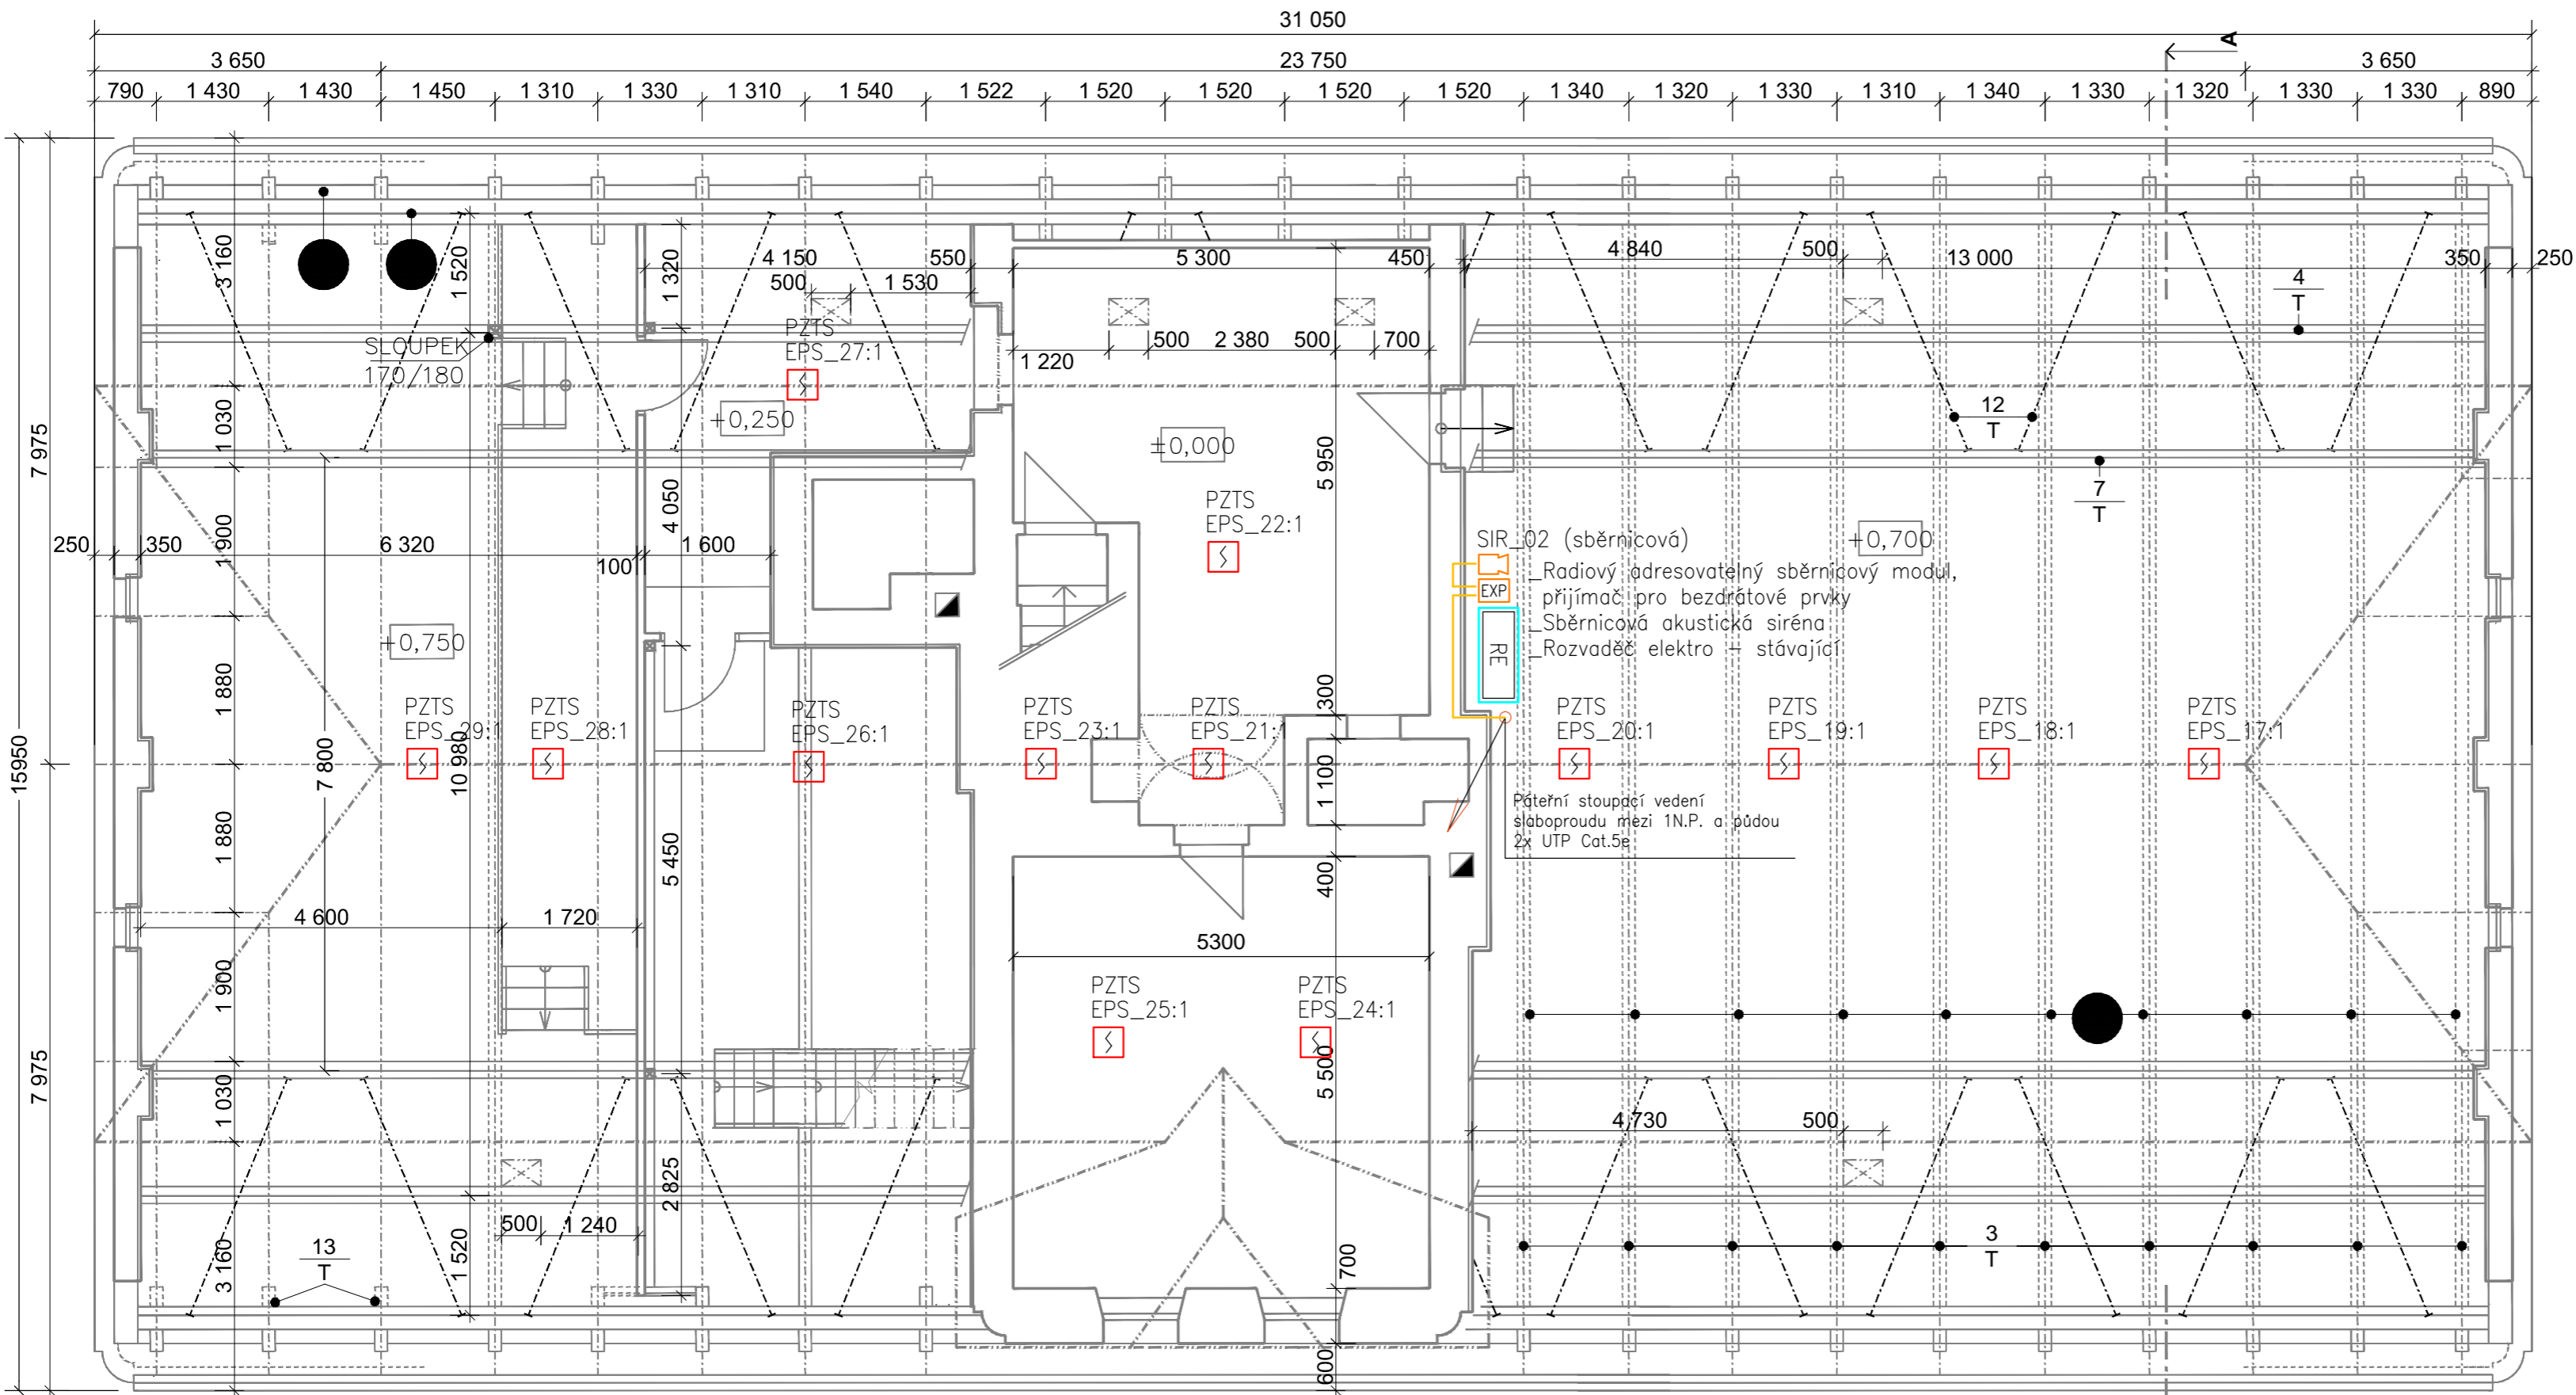 31 050
3 650
23 750
3 650
A
790
1 430
1 430
1 450
1 310
1 330
1 310
1 540
1 522
1 520
1 520
1 520
1 520
1 340
1 320
1 330
1 310
1 340
1 330
1 320
1 330
1 330
890
15950
7 975
7 975
3 160
1 030
1 900
1 880
1 880
1 900
1 030
3 160
1 520
1 320
4 150
550
500
1 530
5 300
450
4 840
500
13 000
350
250
4
T
SLOUPEK
170/180
PZTS
EPS_27:1
1 220
500
2 380
500
700
+0,250
±0,000
12
T
7
T
5 950
4 050
PZTS
EPS_22:1
250
350
6 320
100
1 600
+0,700
SIR_02 (sběrnicová)
_Radiový adresovatelný sběrnicový modul,
přijímač pro bezdrátové prvky
_Sběrnicová akustická siréna
_Rozvaděč elektro – stávající
EXP
RE
+0,750
300
PZTS
EPS_29:1
PZTS
EPS_28:1
PZTS
EPS_26:1
PZTS
EPS_23:1
PZTS
EPS_21:1
PZTS
EPS_20:1
PZTS
EPS_19:1
PZTS
EPS_18:1
PZTS
EPS_17:1
7 800
10 980
1 100
Páteřní stoupací vedení
slaboproudu mezi 1N.P. a půdou
2x UTP Cat.5e
5 450
400
4 600
1 720
5300
PZTS
EPS_25:1
PZTS
EPS_24:1
5 500
4 730
500
2 825
500
1 240
1 520
13
T
3
T
700
600